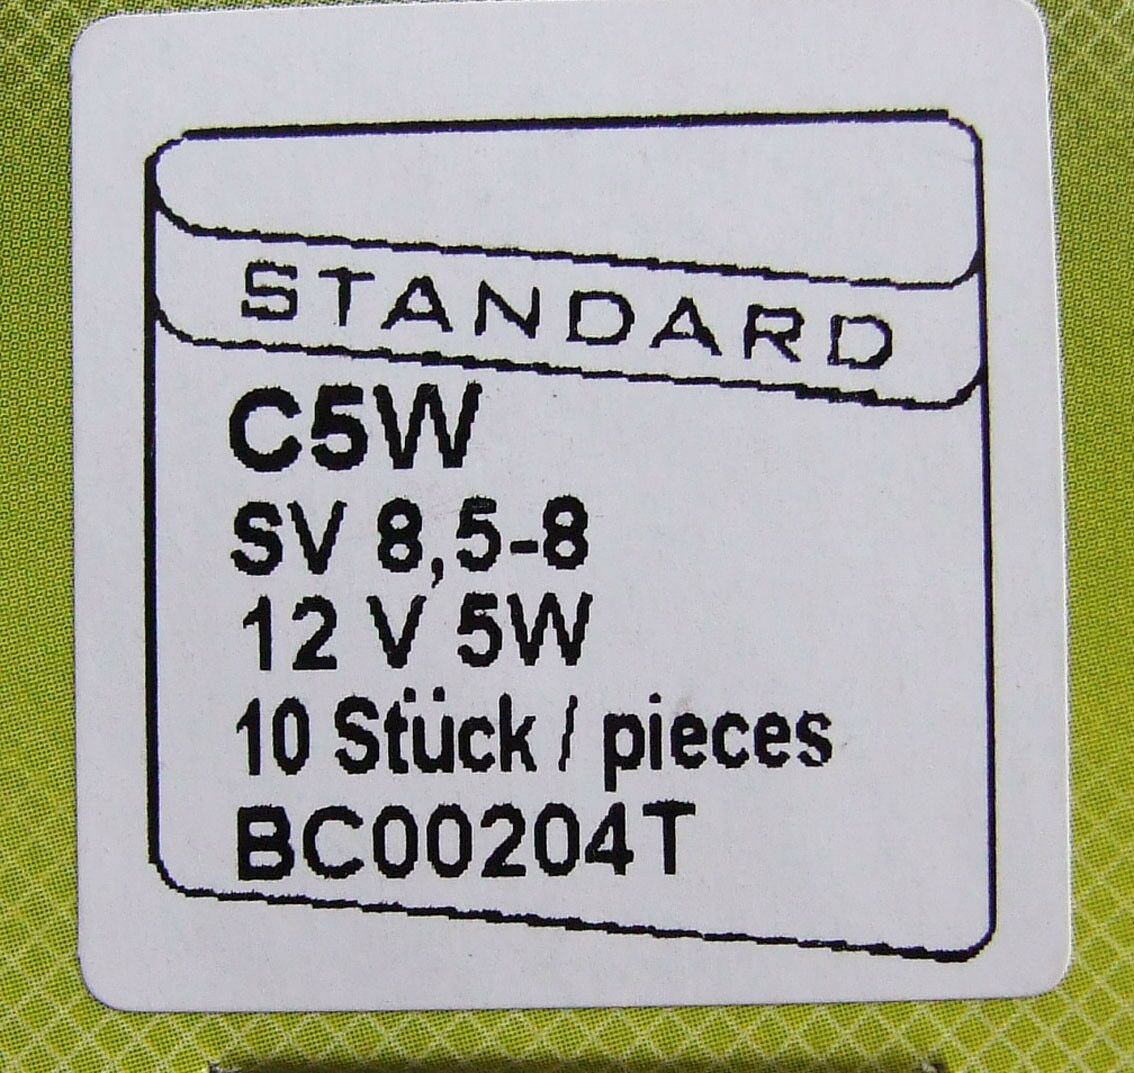 STANDARD
C5W
SV 8,5-8
12 V 5W
10 Stück / pieces
BC00204T